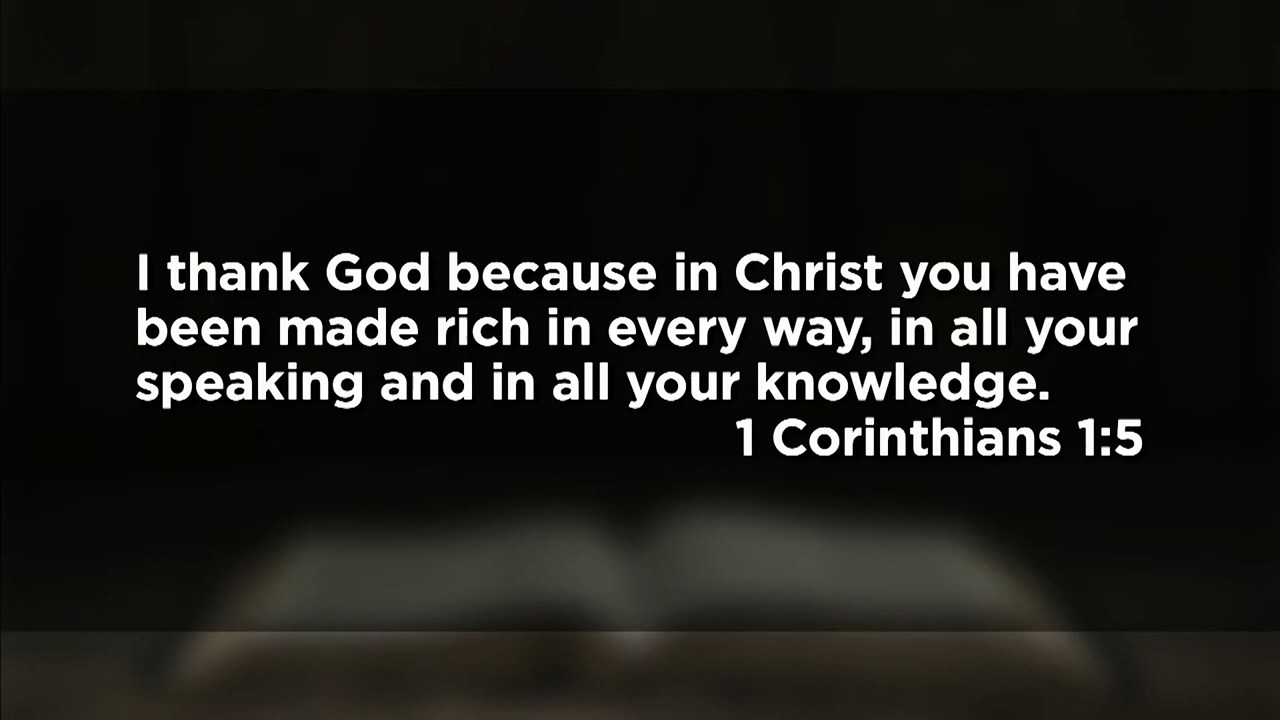 I thank God because in Christ you have
been made rich in every way, in all your
speaking and in all your knowledge.
1 Corinthians 1:5